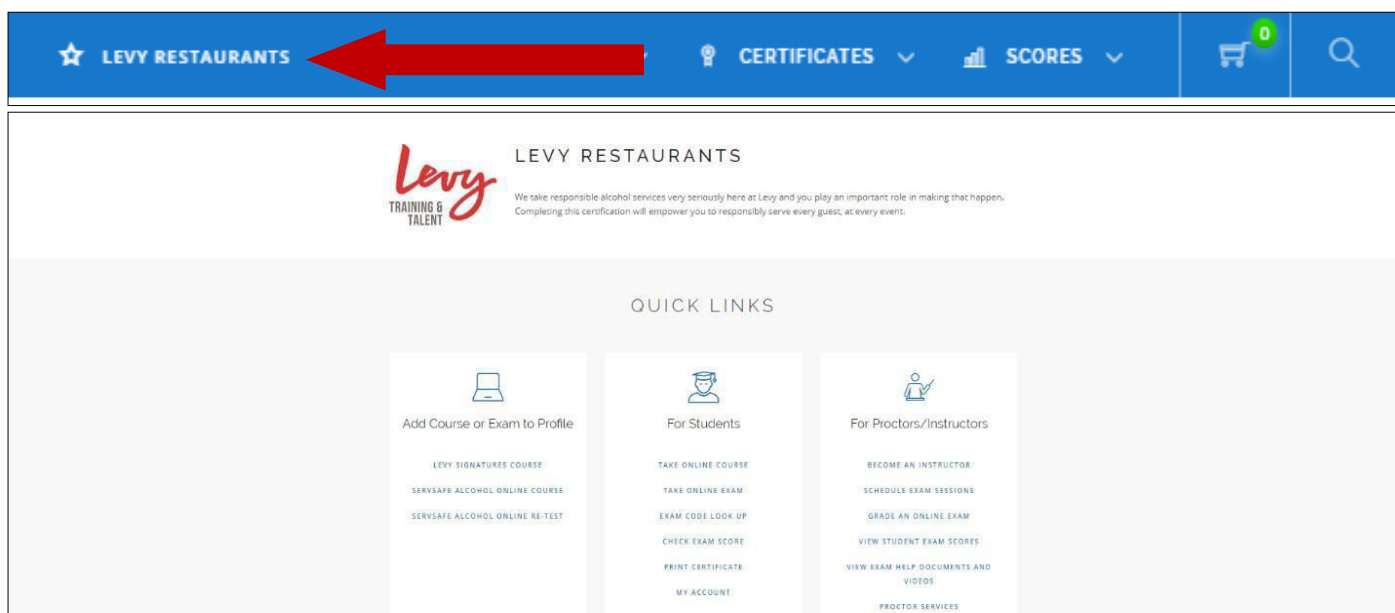 LEVY RESTAURANTS
CERTIFICATES
SCORES
0
Levy
TRAINING &
TALENT
LEVY RESTAURANTS
We take responsible alcohol services very seriously here at Levy and you play an important role in making that happen.
Completing this certification will empower you to responsibly serve every guest, at every event.
QUICK LINKS
Add Course or Exam to Profile
LEVY SIGNATURES COURSE
SERVSAFE ALCOHOL ONLINE COURSE
SERVSAFE ALCOHOL ONLINE RE-TEST
For Students
TAKE ONLINE COURSE
TAKE ONLINE EXAM
EXAM CODE LOOK UP
CHECK EXAM SCORE
PRINT CERTIFICATE
MY ACCOUNT
For Proctors/Instructors
BECOME AN INSTRUCTOR
SCHEDULE EXAM SESSIONS
GRADE AN ONLINE EXAM
VIEW STUDENT EXAM SCORES
VIEW EXAM HELP DOCUMENTS AND
VIDEOS
PROCTOR SERVICES